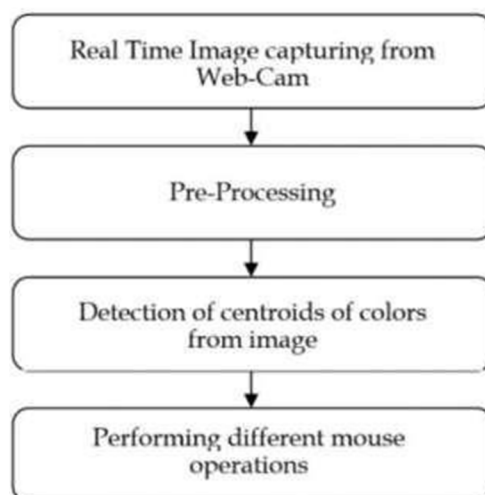 Real Time Image capturing from
Web-Cam
Pre-Processing
Detection of centroids of colors
from image
Performing different mouse
operations